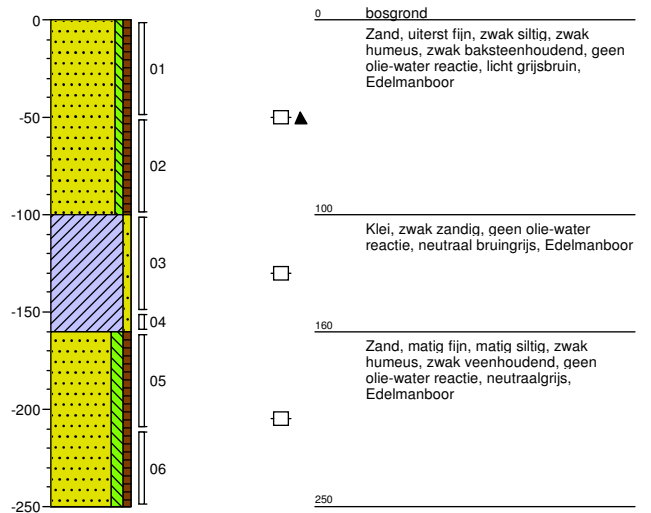 0
bosgrond
0
Zand, uiterst fijn, zwak siltig, zwak
humeus, zwak baksteenhoudend, geen
olie-water reactie, licht grijsbruin,
Edelmanboor
01
-50
02
-100
100
Klei, zwak zandig, geen olie-water
reactie, neutraal bruingrijs, Edelmanboor
03
-150
04
160
Zand, matig fijn, matig siltig, zwak
humeus, zwak veenhoudend, geen
olie-water reactie, neutraalgrijs,
Edelmanboor
05
-200
06
-250
250